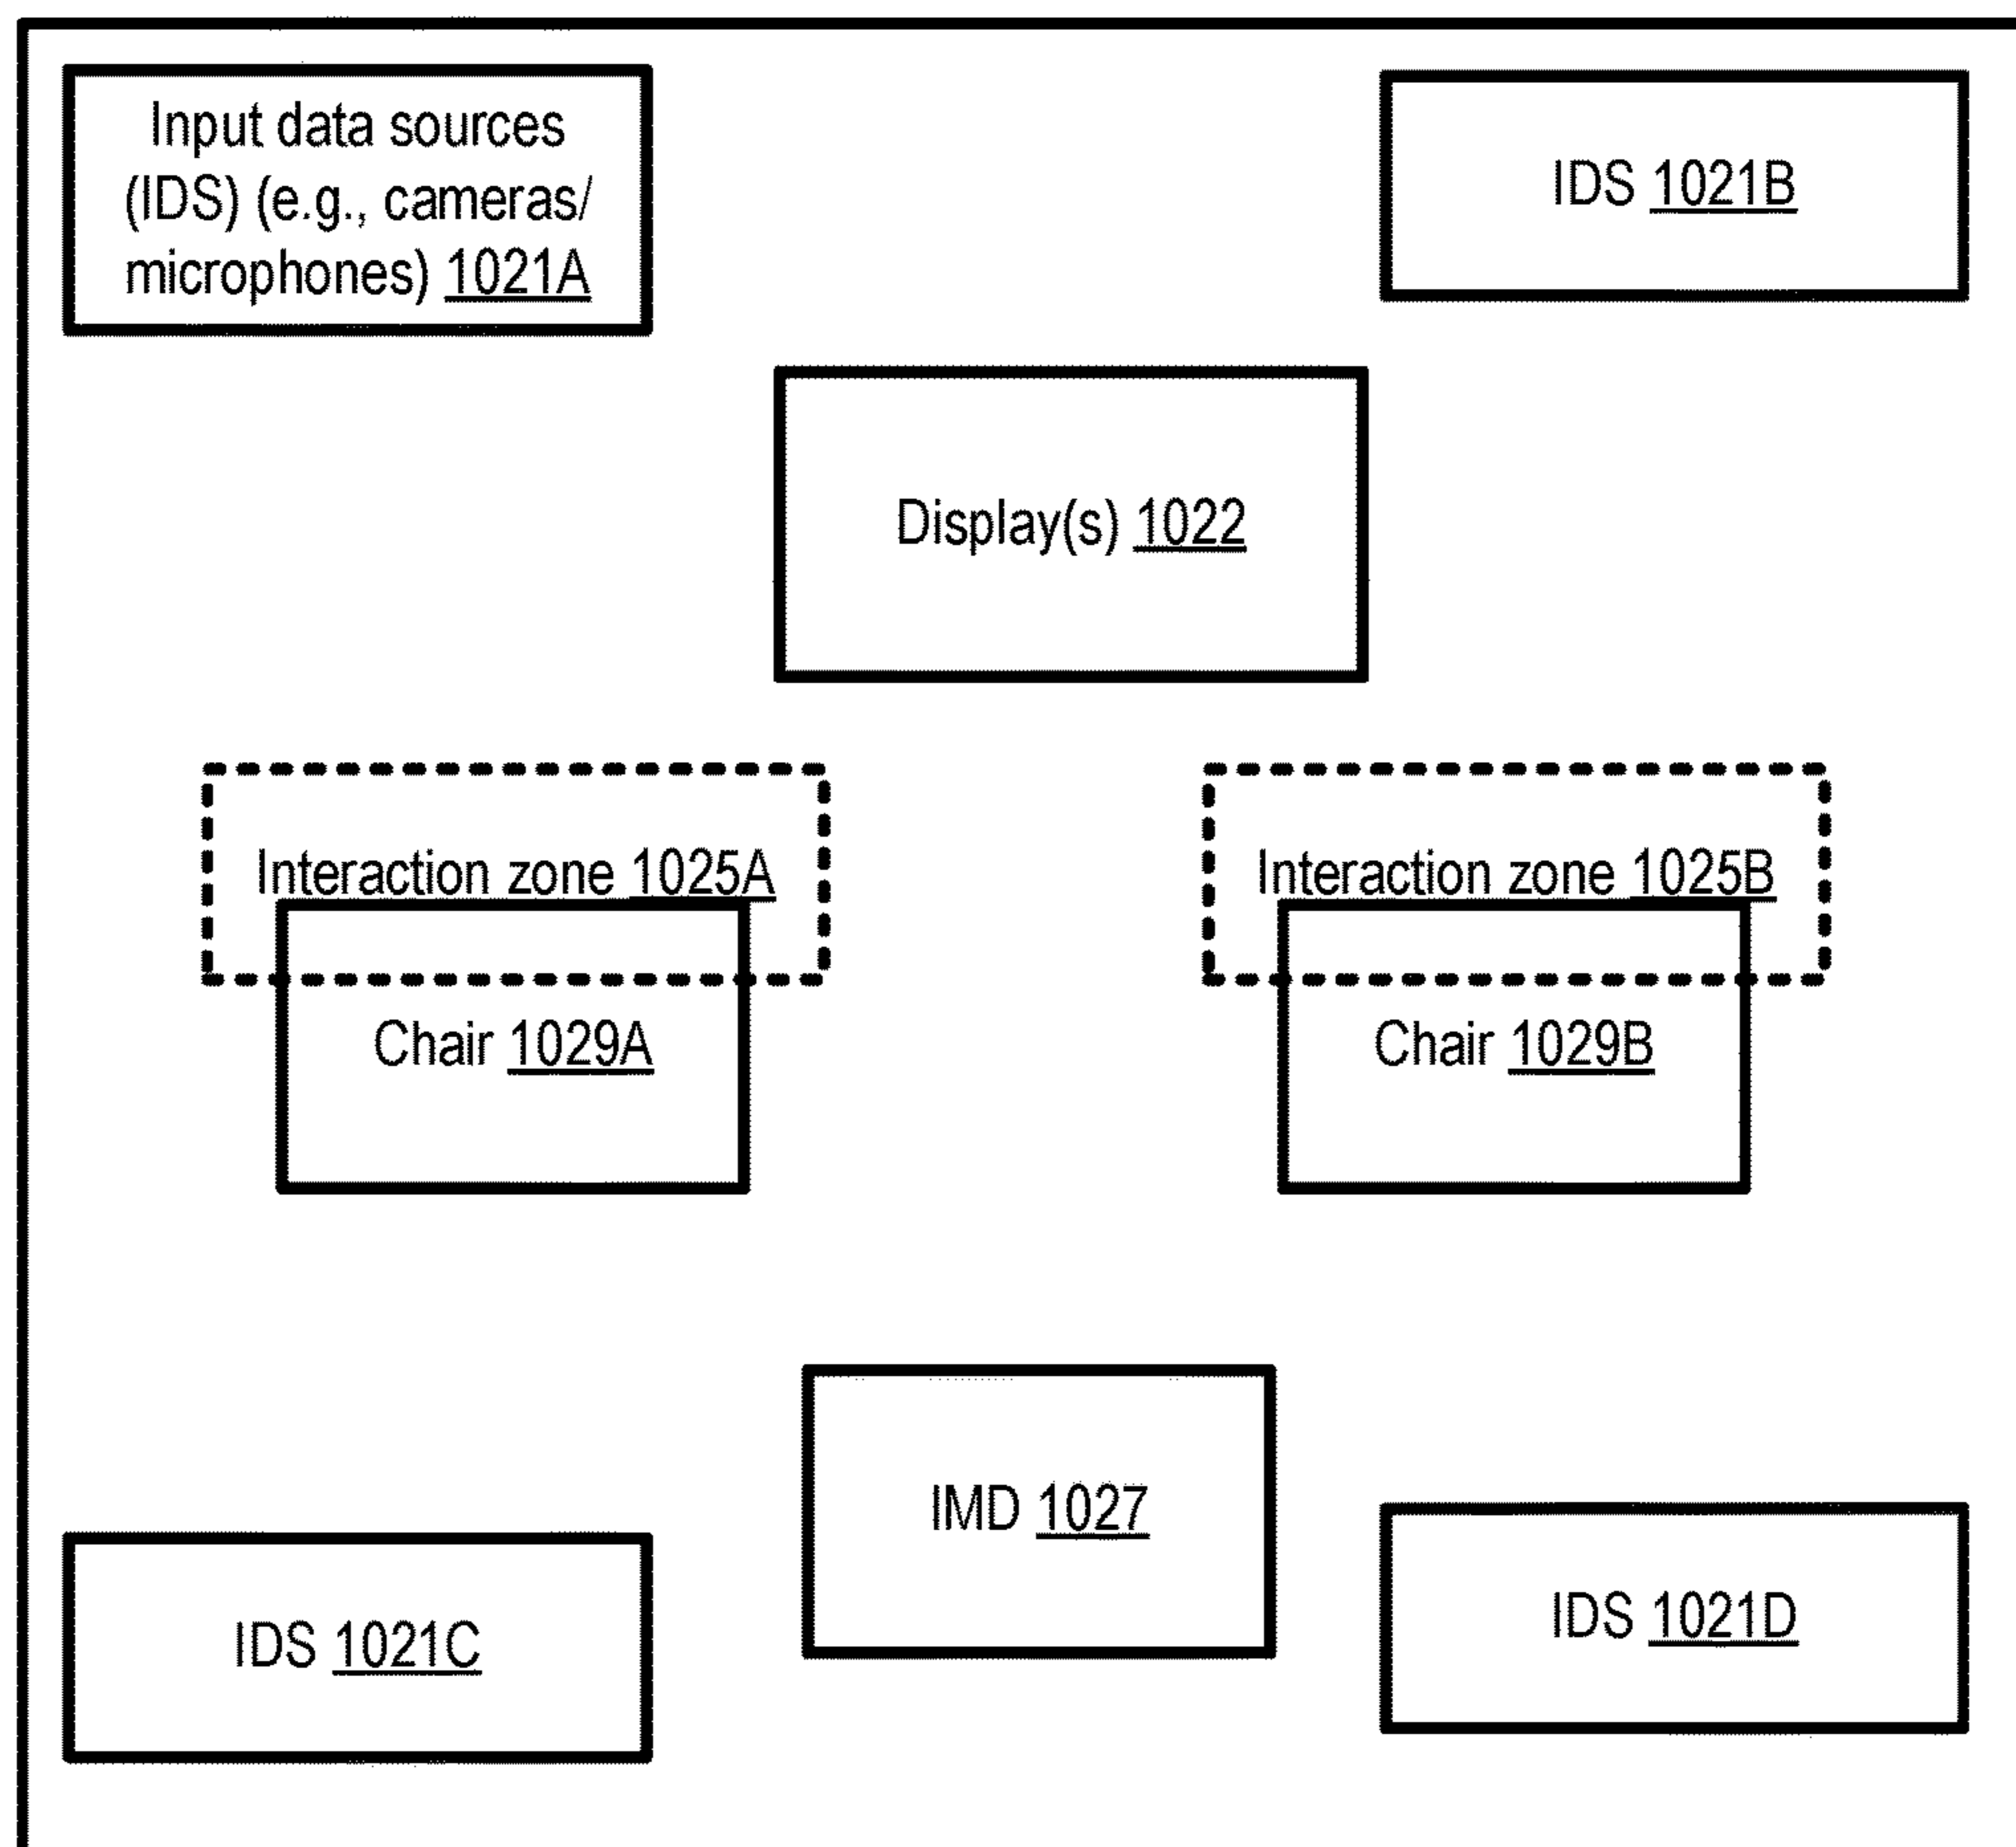 Input data sources
(IDS) (e.g., cameras/
microphones) 1021A
IDS 1021B
Display(s) 1022
Interaction zone 1025A
Interaction zone 1025B
Chair 1029A
Chair 1029B
IMD 1027
IDS 1021C
IDS 1021D